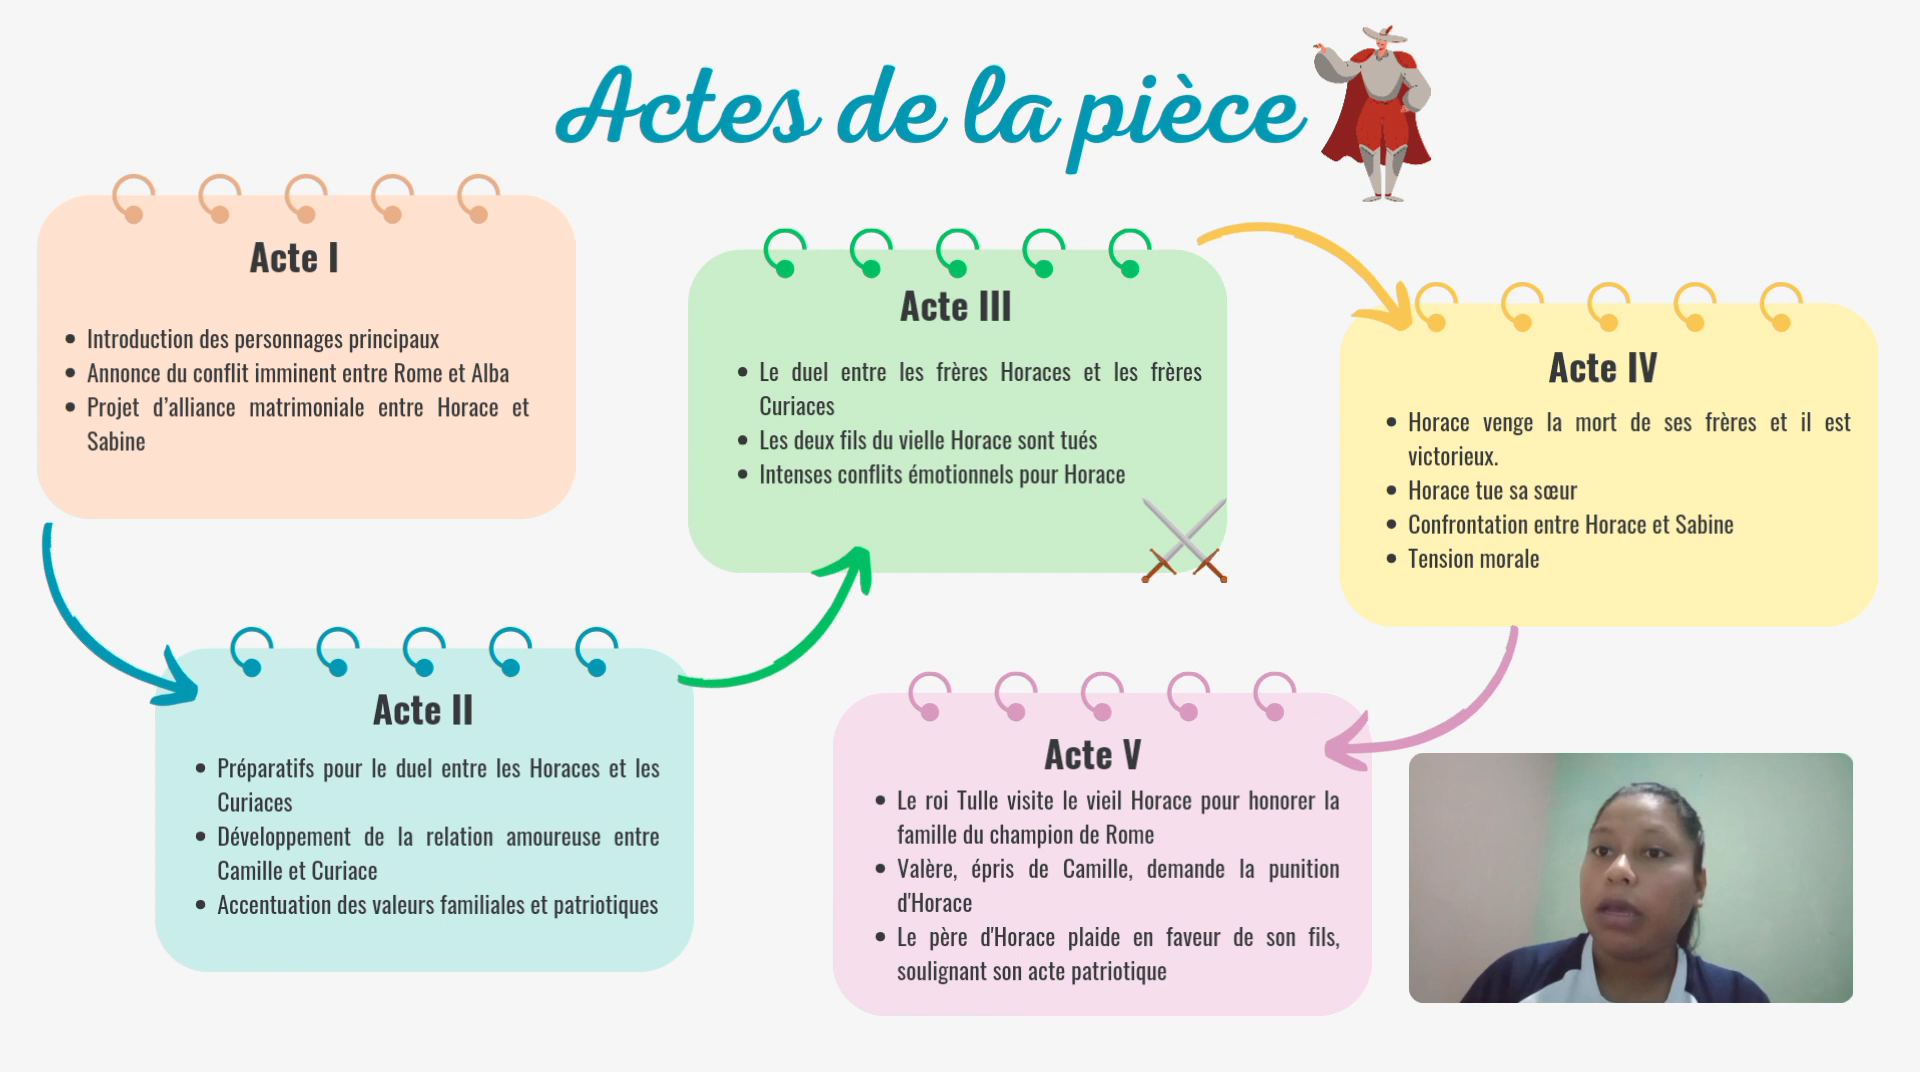 Actes de la pièce
Acte I
Introduction des personnages principaux
Annonce du conflit imminent entre Rome et Alba
Projet d'alliance matrimoniale entre Horace et
Sabine
Acte II
Préparatifs pour le duel entre les Horaces et les
Curiaces
Développement de la relation amoureuse entre
Camille et Curiace
Accentuation des valeurs familiales et patriotiques
Acte III
Le duel entre les frères Horaces et les frères
Curiaces
Les deux fils du vielle Horace sont tués
Intenses conflits émotionnels pour Horace
Acte IV
Horace venge la mort de ses frères et il est
victorieux.
Horace tue sa sœur
Confrontation entre Horace et Sabine
Tension morale
Acte V
Le roi Tulle visite le vieil Horace pour honorer la
famille du champion de Rome
Valère, épris de Camille, demande la punition
d'Horace
Le père d'Horace plaide en faveur de son fils,
soulignant son acte patriotique